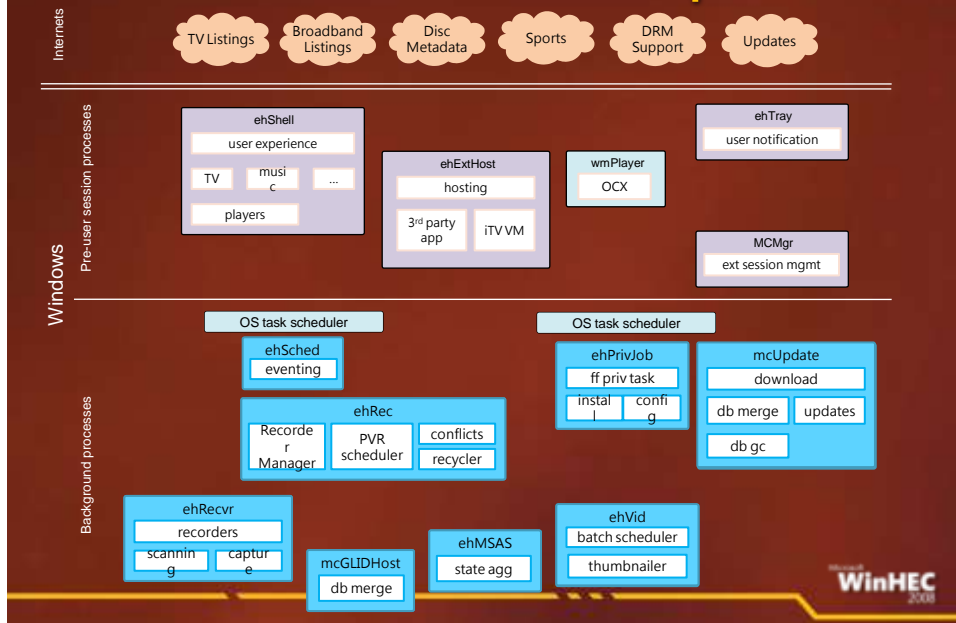 Internets
TV Listings
Broadband
Listings
Disc
Metadata
Sports
DRM
Support
Updates
Windows
Pre-user session processes
ehShell
user experience
TV
musi
c
...
players
ehExtHost
hosting
3rd party
app
iTV VM
wmPlayer
OCX
ehTray
user notification
MCMgr
ext session mgmt
Background processes
OS task scheduler
OS task scheduler
ehSched
eventing
ehRec
Recorde
r
Manager
PVR
scheduler
conflicts
recycler
ehPrivJob
ff priv task
instal
l
confi
g
mcUpdate
download
db merge
updates
db gc
ehRecvr
recorders
scannin
g
captur
e
mcGLIDHost
db merge
ehMSAS
state agg
ehVid
batch scheduler
thumbnailer
Microsoft
WinHEC
2008